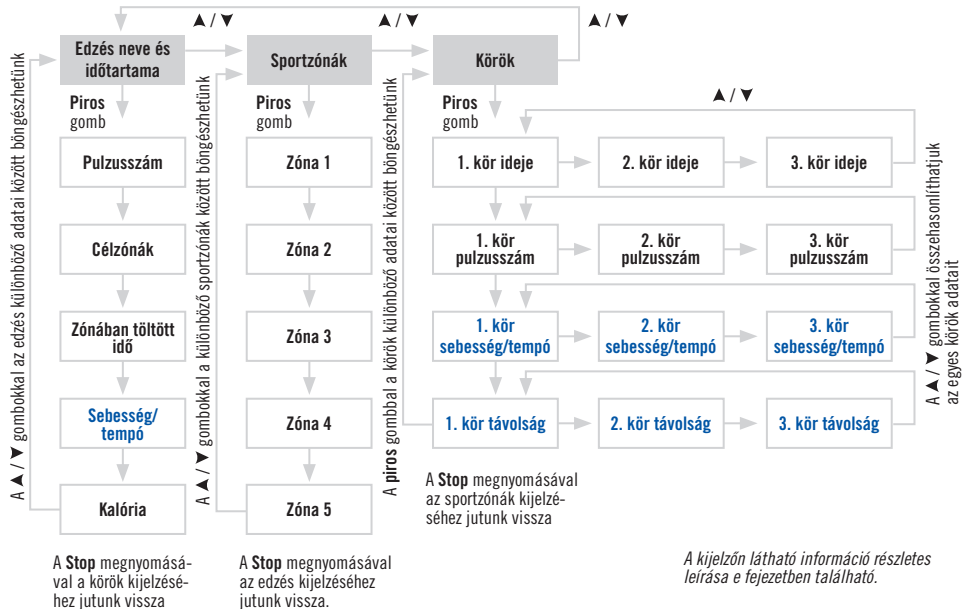 ▲ / ▼
▲ / ▼
▲ / ▼
Edzés neve és
időtartama
Sportzónák
Körök
Piros
gomb
Piros
gomb
Piros
gomb
▲ / ▼
A ▲ / ▼ gombokkal az edzés különböző adatai között böngészhetünk
Pulzusszám
Célzónák
Zónában töltött
idő
Sebesség/
tempó
Kalória
A Stop megnyomásá-
val a körök kijelzésé-
hez jutunk vissza
A ▲ / ▼ gombokkal a különböző sportzónák között böngészhetünk
Zóna 1
Zóna 2
Zóna 3
Zóna 4
Zóna 5
A Stop megnyomásával
az edzés kijelzéséhez
jutunk vissza.
A piros gombbal a körök különböző adatai között böngészhetünk
1. kör ideje
2. kör ideje
3. kör ideje
1. kör
pulzusszám
2. kör
pulzusszám
3. kör
pulzusszám
1. kör
sebesség/tempó
2. kör
sebesség/tempó
3. kör
sebesség/tempó
1. kör távolság
2. kör távolság
3. kör távolság
A ▲ / ▼ gombokkal összehasonlíthatjuk
az egyes körök adatait
A Stop megnyomásával
az sportzónák kijelzé-
séhez jutunk vissza
A kijelzőn látható információ részletes
leírása e fejezetben található.